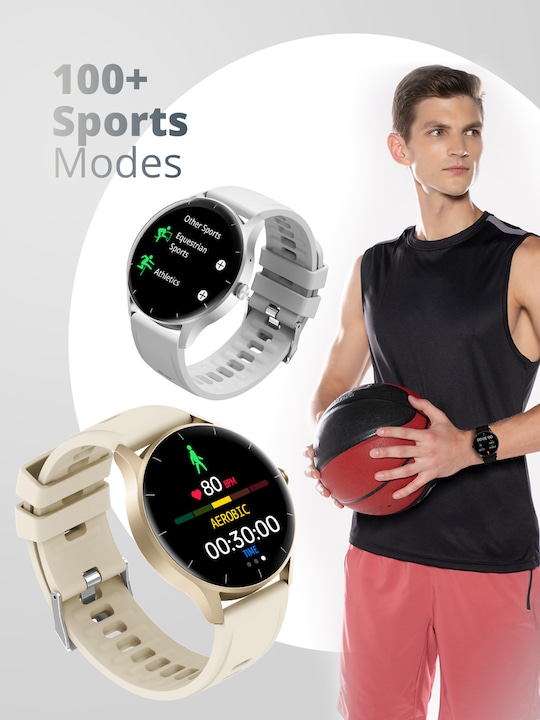 100+
Sports
Modes
Other Sports
Equestrian
Sports
Athletics
80 BPM
AEROBIC
00:30:00
TIME